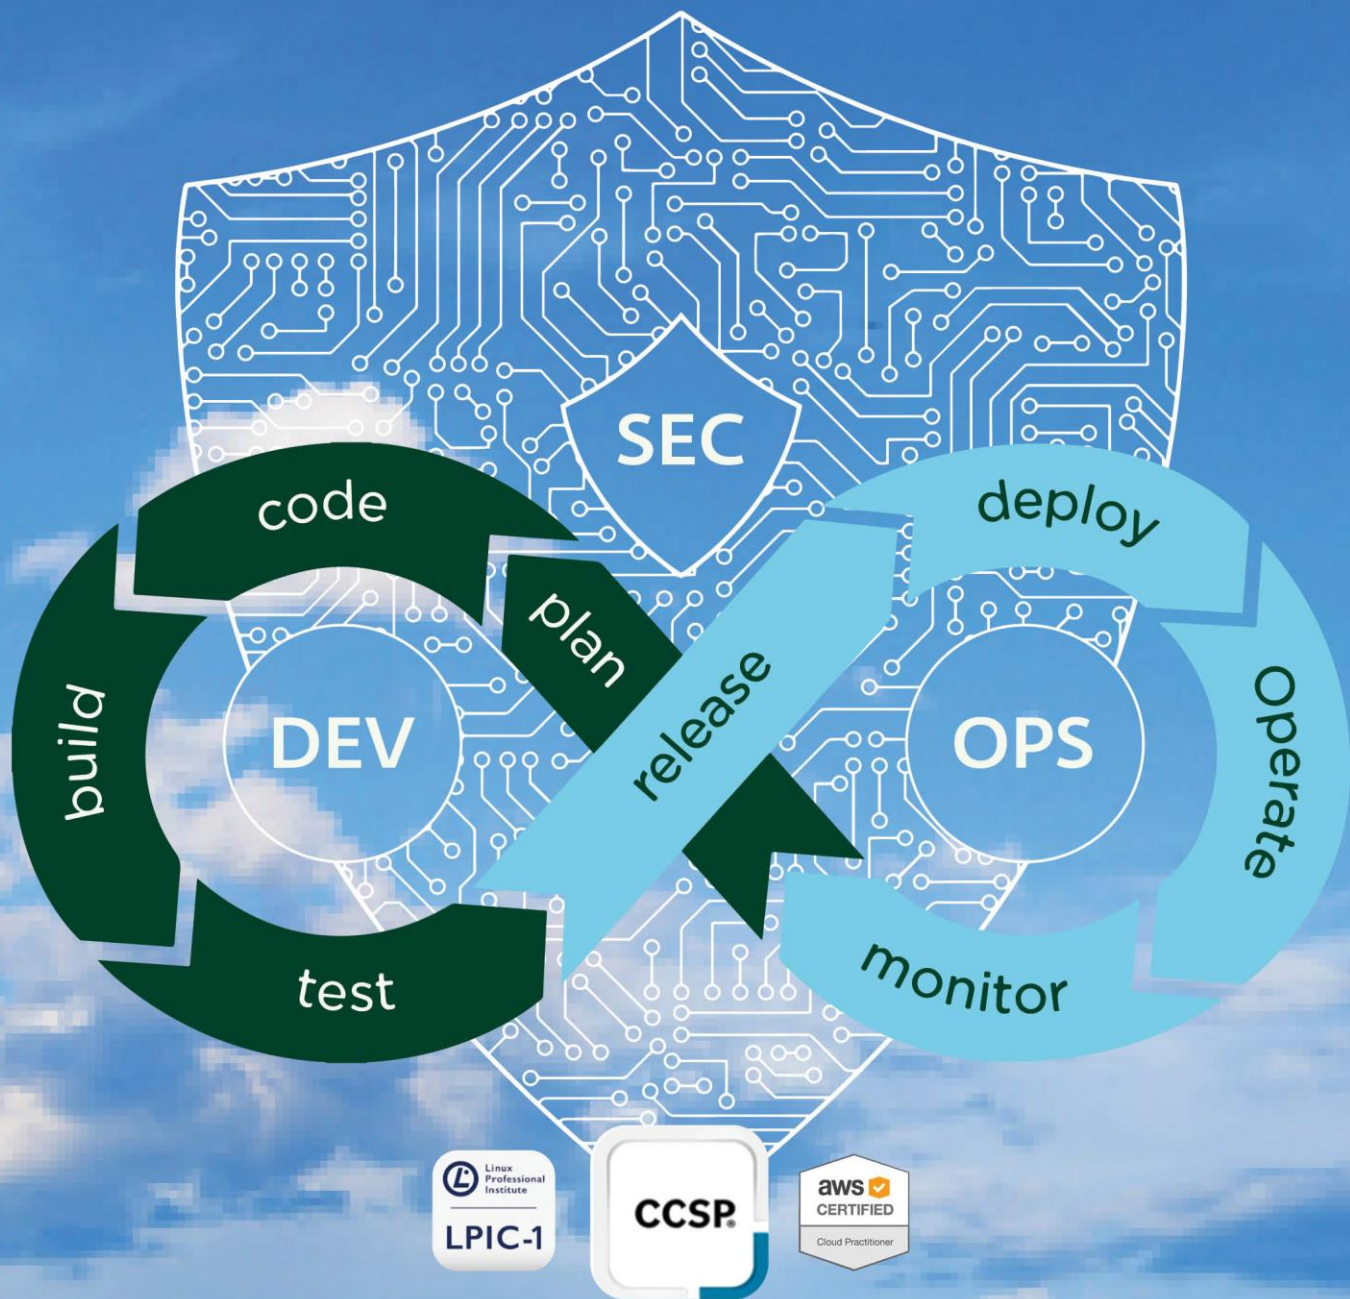 SEC
code
deploy
plan
release
build
DEV
OPS
Operate
test
monitor
Linux
Professional
Institute
LPIC-1
CCSP®
aws
CERTIFIED
Cloud Practitioner